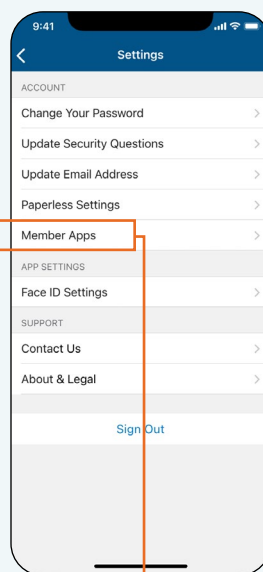 9:41
Settings
ACCOUNT
Change Your Password
Update Security Questions
Update Email Address
Paperless Settings
Member Apps
APP SETTINGS
Face ID Settings
SUPPORT
Contact Us
About & Legal
Sign Out